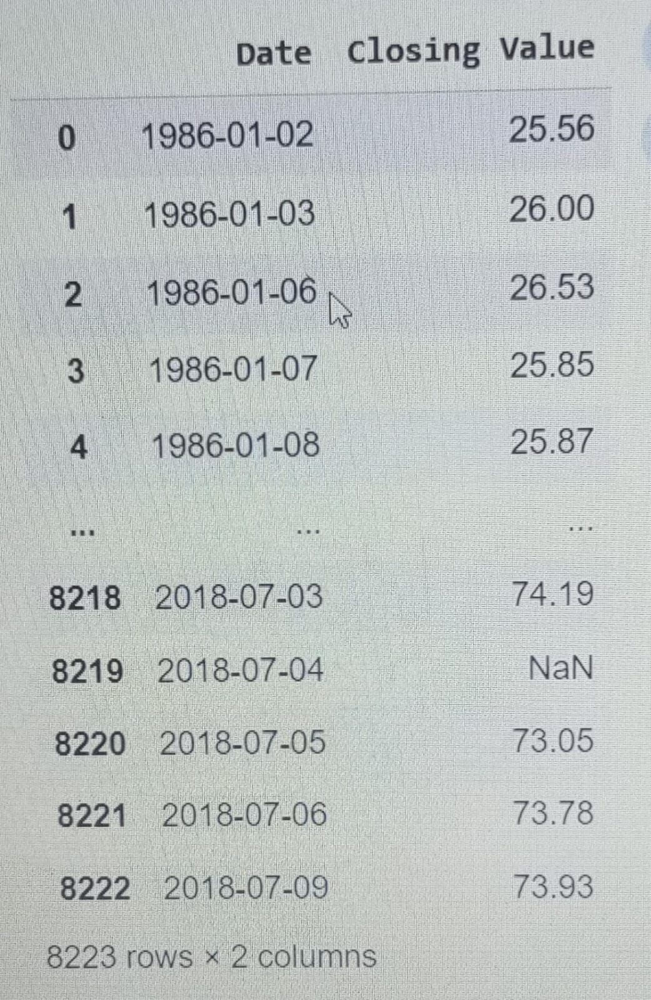 Date Closing Value
0 1986-01-02 25.56
1 1986-01-03 26.00
2 1986-01-06 26.53
3 1986-01-07 25.85
4 1986-01-08 25.87
... ... ...
8218 2018-07-03 74.19
8219 2018-07-04 NaN
8220 2018-07-05 73.05
8221 2018-07-06 73.78
8222 2018-07-09 73.93
8223 rows × 2 columns